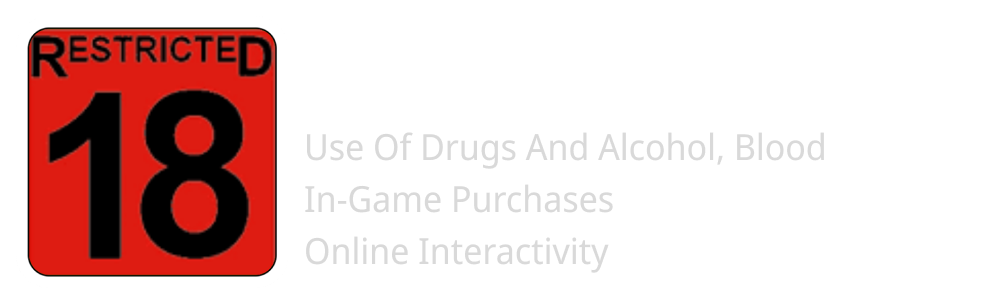 RESTRICTED
18
Use Of Drugs And Alcohol, Blood
In-Game Purchases
Online Interactivity